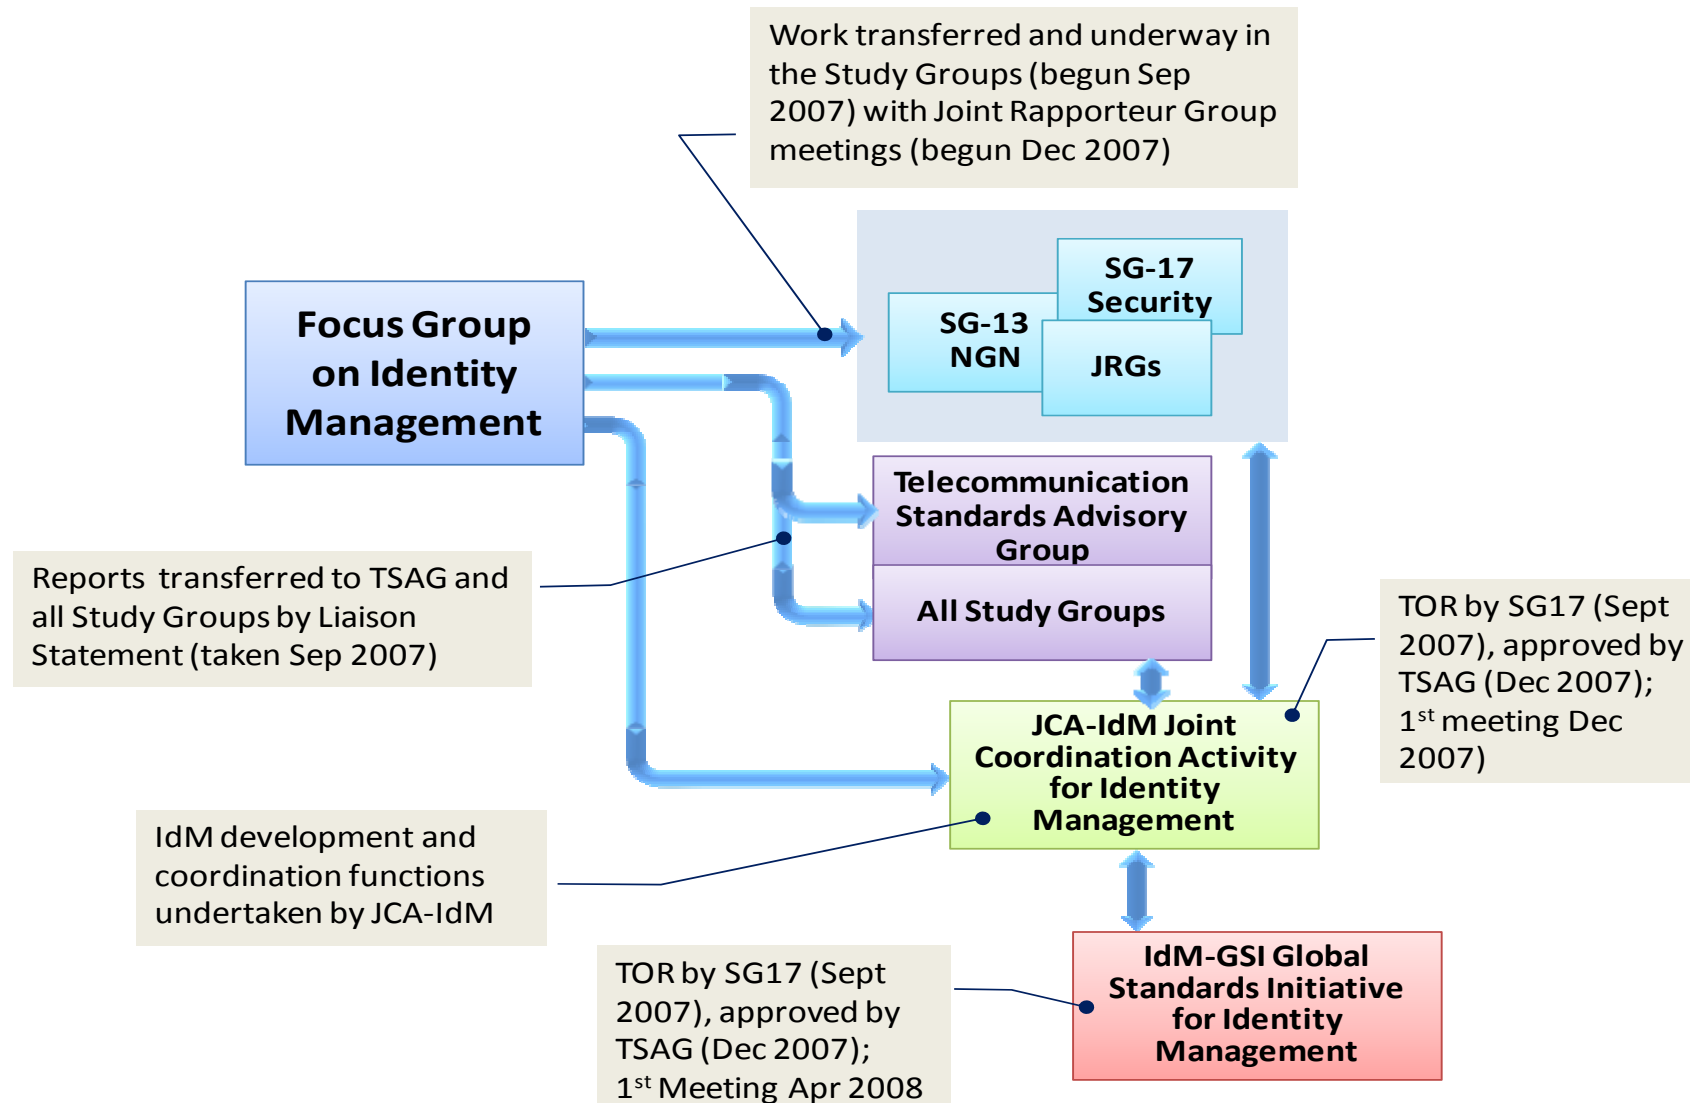 Work transferred and underway in
the Study Groups (begun Sep
2007) with Joint Rapporteur Group
meetings (begun Dec 2007)
SG-17
Security
SG-13
NGN
JRGs
Focus Group
on Identity
Management
Telecommunication
Standards Advisory
Group
All Study Groups
Reports transferred to TSAG and
all Study Groups by Liaison
Statement (taken Sep 2007)
TOR by SG17 (Sept
2007), approved by
TSAG (Dec 2007);
1st meeting Dec
2007)
JCA-IdM Joint
Coordination Activity
for Identity
Management
IdM development and
coordination functions
undertaken by JCA-IdM
TOR by SG17 (Sept
2007), approved by
TSAG (Dec 2007);
1st Meeting Apr 2008
IdM-GSI Global
Standards Initiative
for Identity
Management